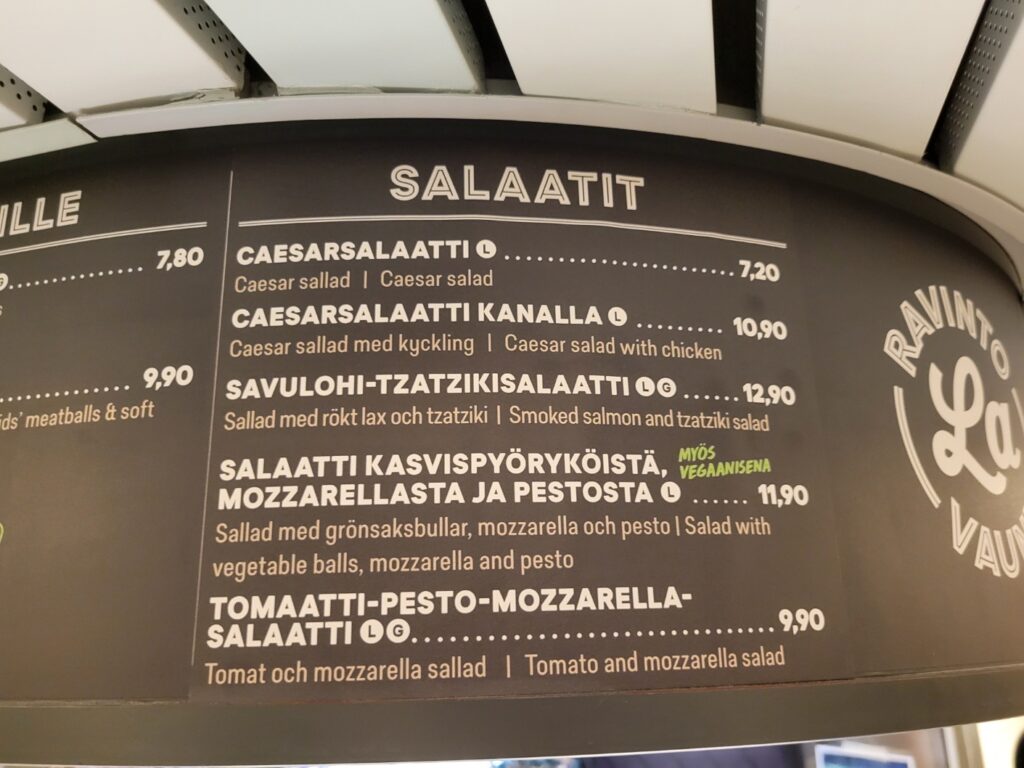 ILLE
7,80
9,90
ids' meatballs & soft
SALAATIT
CAESARSALAATTI L ........................ 7,20
Caesar sallad | Caesar salad
CAESARSALAATTI KANALLA L ......... 10,90
Caesar sallad med kyckling | Caesar salad with chicken
SAVULOHI-TZATZIKISALAATTI L G ...... 12,90
Sallad med rökt lax och tzatziki | Smoked salmon and tzatziki salad
SALAATTI KASVISPYÖRYKÖISTÄ, MYÖS VEGAANISENA
MOZZARELLASTA JA PESTOSTA L ...... 11,90
Sallad med grönsaksbullar, mozzarella och pesto | Salad with
vegetable balls, mozzarella and pesto
TOMAATTI-PESTO-MOZZARELLA-
SALAATTI L G ........................ 9,90
Tomat och mozzarella sallad | Tomato and mozzarella salad
RAVINTO
La
VAU